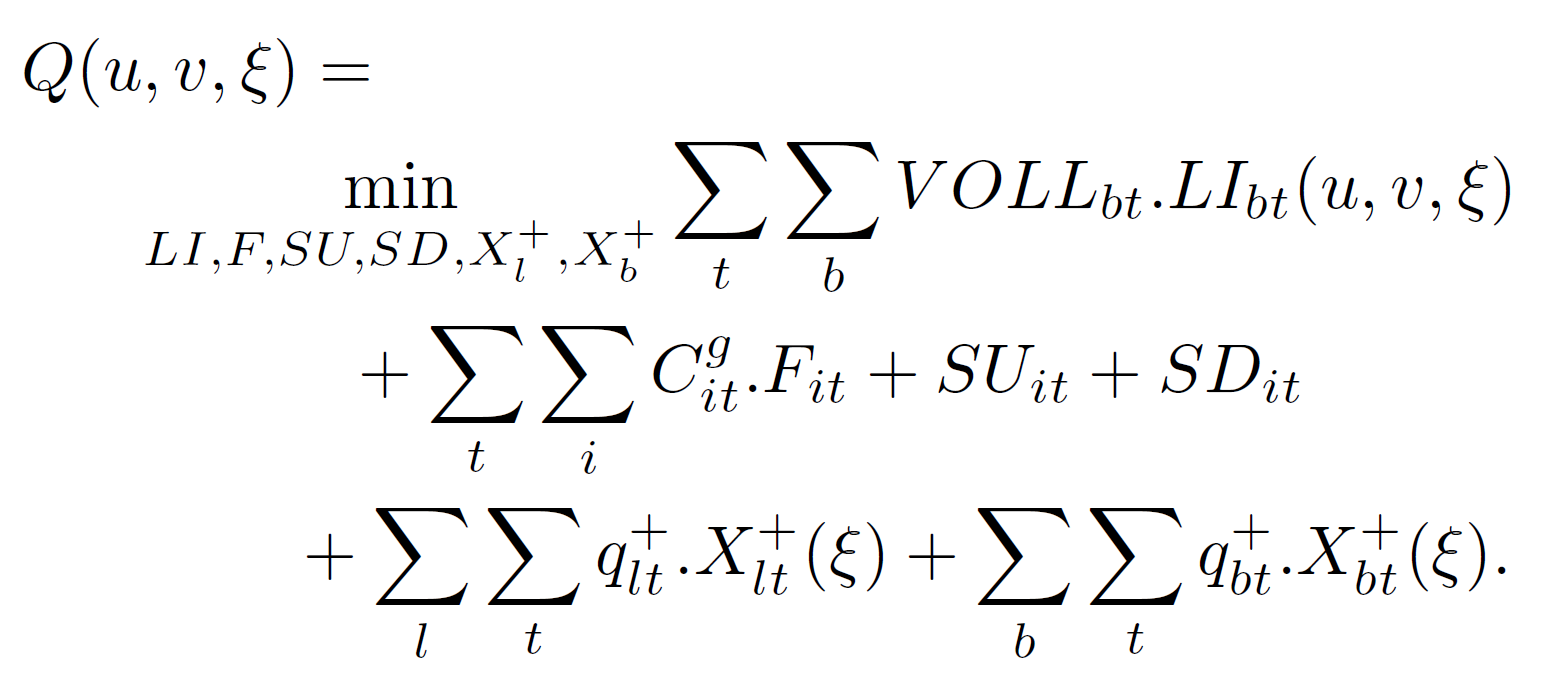 Q(u, v, ξ) =
min_{LI,F,SU,SD,X_l^+,X_b^+} ∑_t ∑_b VOLL_{bt}.LI_{bt}(u, v, ξ)
+ ∑_t ∑_i C_{it}^g.F_{it} + SU_{it} + SD_{it}
+ ∑_l ∑_t q_{lt}^+.X_{lt}^+(ξ) + ∑_b ∑_t q_{bt}^+.X_{bt}^+(ξ).